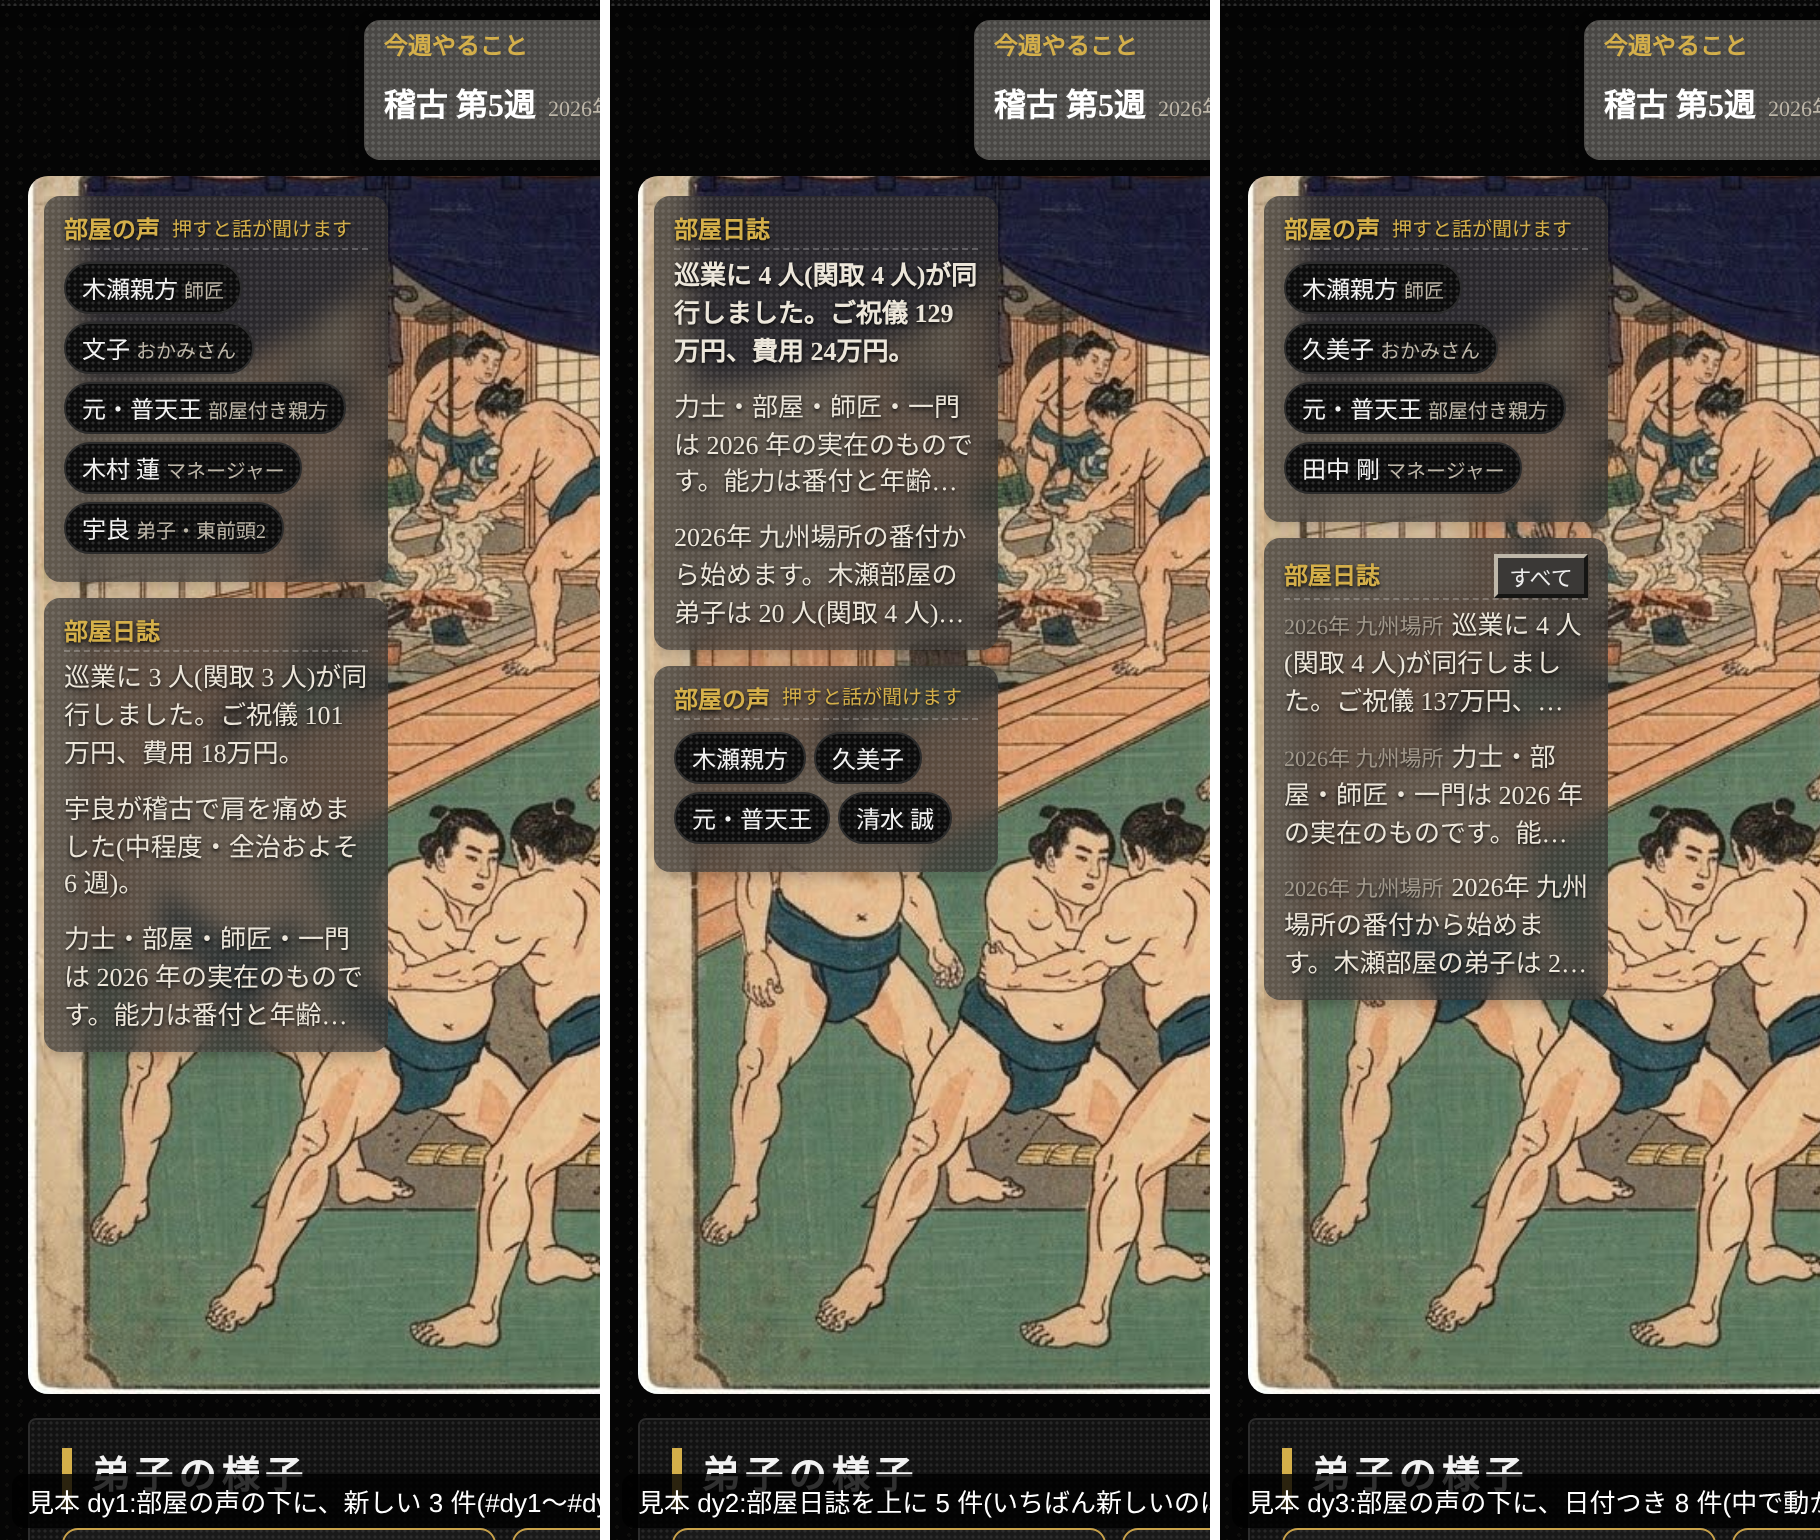 今週やること
稽古 第5週 2026年
部屋の声 押すと話が聞けます
木瀬親方 師匠
文子 おかみさん
元・普天王 部屋付き親方
木村 蓮 マネージャー
宇良 弟子・東前頭2
部屋日誌
巡業に 3 人(関取 3 人)が同
行しました。ご祝儀 101
万円、費用 18万円。
宇良が稽古で肩を痛めま
した(中程度・全治およそ
6 週)。
力士・部屋・師匠・一門
は 2026 年の実在のもので
す。能力は番付と年齢…
弟子の様子
見本 dy1:部屋の声の下に、新しい 3 件(#dy1〜#dy
今週やること
稽古 第5週 2026年
部屋日誌
巡業に 4 人(関取 4 人)が同
行しました。ご祝儀 129
万円、費用 24万円。
力士・部屋・師匠・一門
は 2026 年の実在のもので
す。能力は番付と年齢…
2026年 九州場所の番付か
ら始めます。木瀬部屋の
弟子は 20 人(関取 4 人)…
部屋の声 押すと話が聞けます
木瀬親方 久美子
元・普天王 清水 誠
弟子の様子
見本 dy2:部屋日誌を上に 5 件(いちばん新しいのは
今週やること
稽古 第5週 2026年
部屋の声 押すと話が聞けます
木瀬親方 師匠
久美子 おかみさん
元・普天王 部屋付き親方
田中 剛 マネージャー
部屋日誌 すべて
2026年 九州場所 巡業に 4 人
(関取 4 人)が同行しまし
た。ご祝儀 137万円、…
2026年 九州場所 力士・部
屋・師匠・一門は 2026 年
の実在のものです。能…
2026年 九州場所 2026年 九州
場所の番付から始めま
す。木瀬部屋の弟子は 2…
弟子の様子
見本 dy3:部屋の声の下に、日付つき 8 件(中で動か